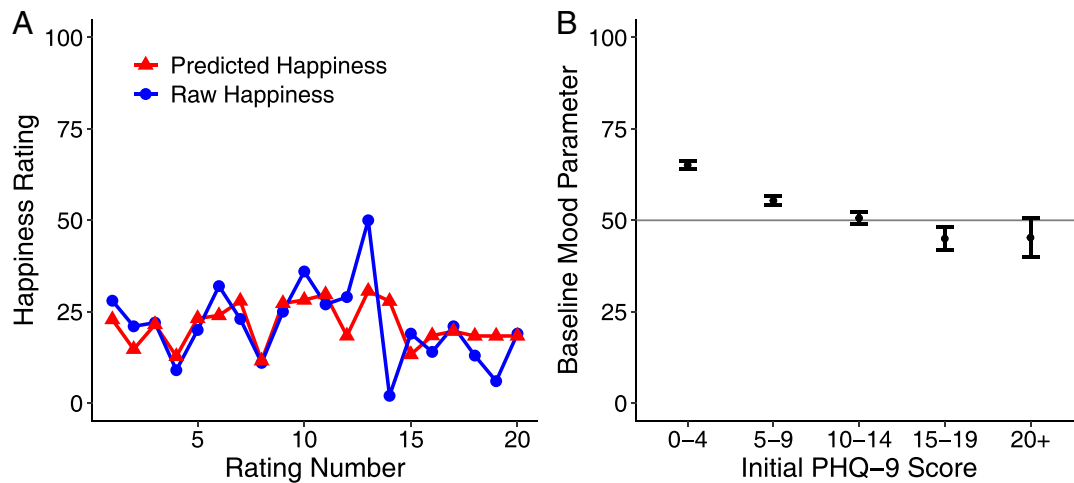 A
Happiness Rating
100
75
50
25
0
Predicted Happiness
Raw Happiness
5
10
15
20
Rating Number
B
Baseline Mood Parameter
100
75
50
25
0
0−4
5−9
10−14
15−19
20+
Initial PHQ−9 Score